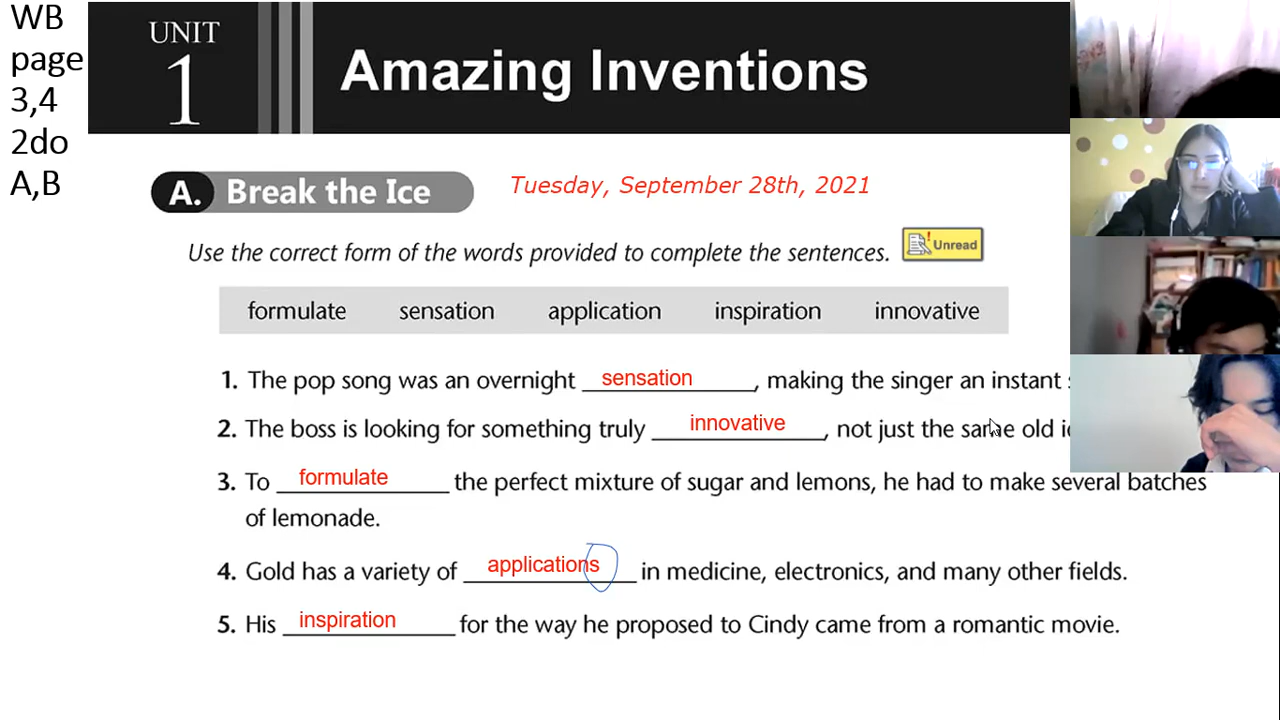 WB
page
3,4
2do
A,B
UNIT
1
Amazing Inventions
A. Break the Ice
Tuesday, September 28th, 2021
Use the correct form of the words provided to complete the sentences.
Unread
formulate sensation application inspiration innovative
1. The pop song was an overnight sensation, making the singer an instant
2. The boss is looking for something truly innovative, not just the same old
3. To formulate the perfect mixture of sugar and lemons, he had to make several batches
of lemonade.
4. Gold has a variety of applications in medicine, electronics, and many other fields.
5. His inspiration for the way he proposed to Cindy came from a romantic movie.